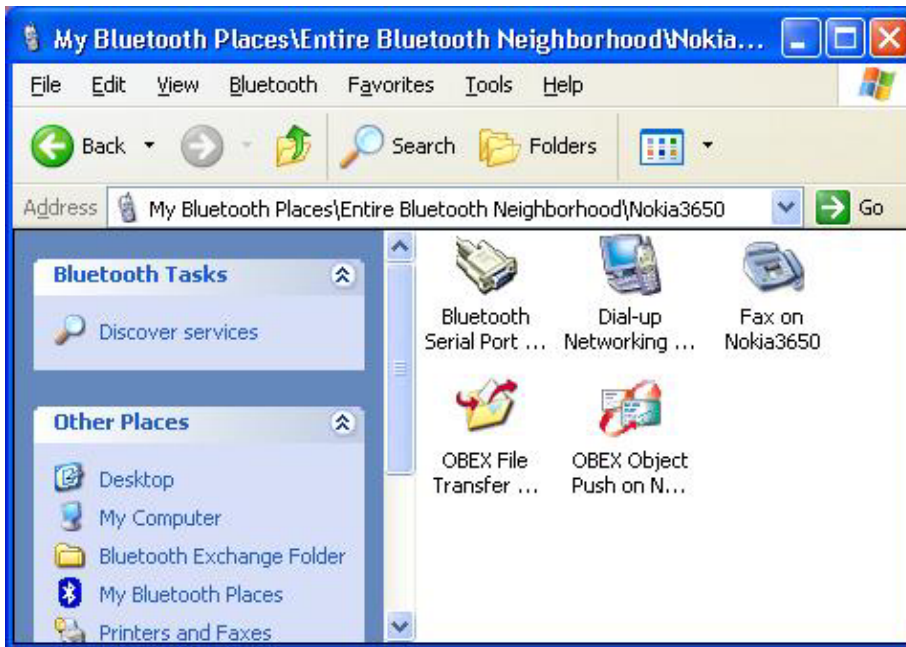 My Bluetooth Places\Entire Bluetooth Neighborhood\Nokia...
File Edit View Bluetooth Favorites Tools Help
Back Search Folders
Address My Bluetooth Places\Entire Bluetooth Neighborhood\Nokia3650 Go
Bluetooth Tasks
Discover services
Other Places
Desktop
My Computer
Bluetooth Exchange Folder
My Bluetooth Places
Printers and Faxes
Bluetooth
Serial Port ...
Dial-up
Networking ...
Fax on
Nokia3650
OBEX File
Transfer ...
OBEX Object
Push on N...